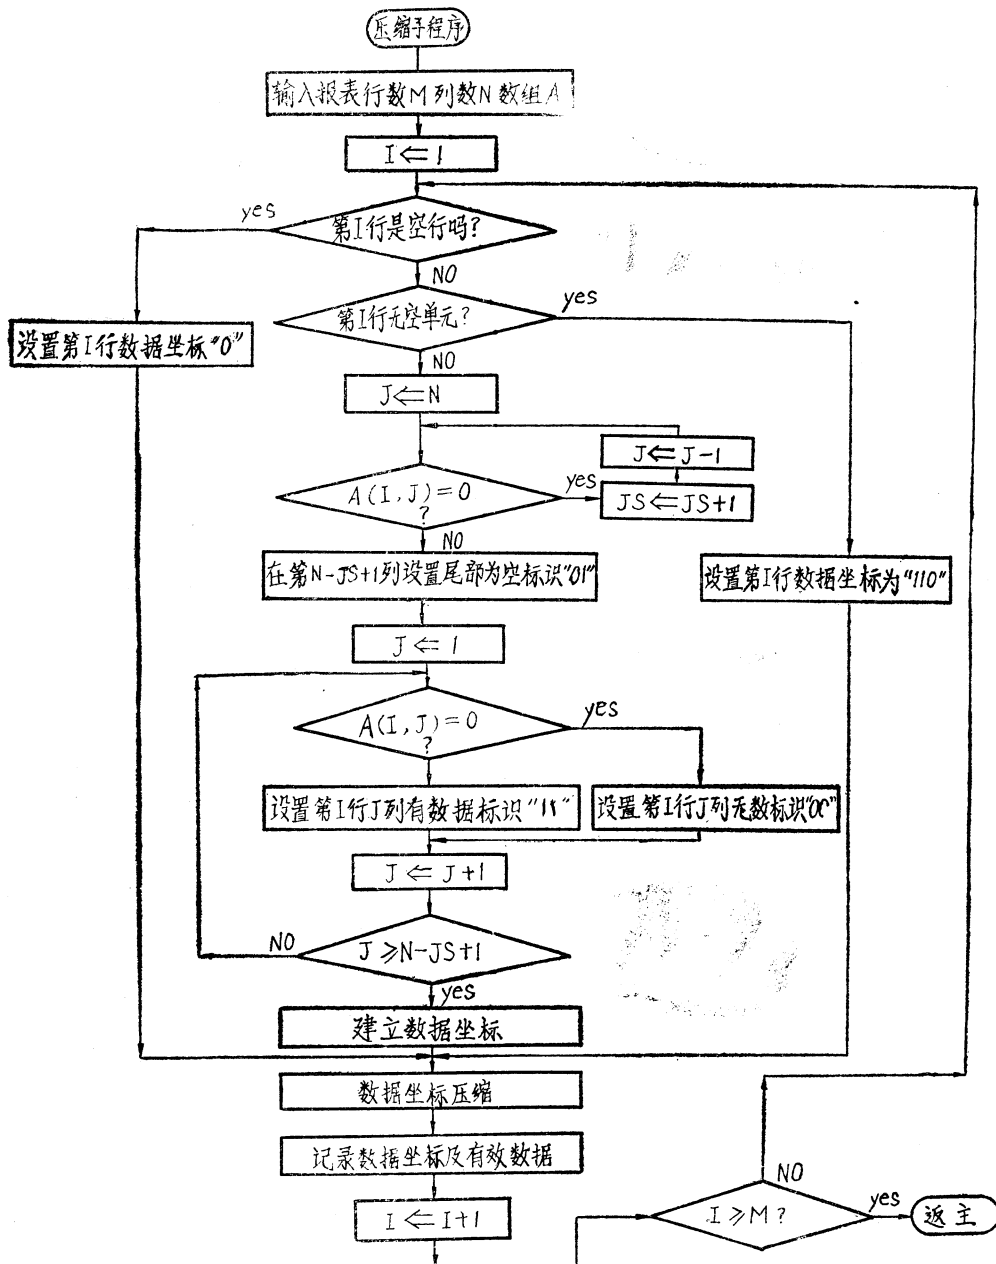 压缩子程序
输入报表行数M列数N数组A
I⇐1
yes
第I行是空行吗?
NO
yes
第I行无空单元?
设置第I行数据坐标"0"
NO
J⇐N
J⇐J-1
A(I,J)=0
?
yes
JS⇐JS+1
NO
在第N-JS+1列设置尾部为空标识"01"
设置第I行数据坐标为"110"
J⇐1
A(I,J)=0
?
yes
设置第I行J列有数据标识
设置第I行J列无数标识
J⇐J+1
NO
J≥N-JS+1
yes
建立数据坐标
数据坐标压缩
记录数据坐标及有效数据
NO
I⇐I+1
I≥M?
yes
返主